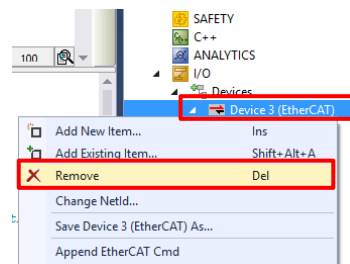 SAFETY
C++
100
ANALYTICS
I/O
Devices
Device 3 (EtherCAT)
Add New Item... Ins
Add Existing Item... Shift+Alt+A
Remove Del
Change NetId...
Save Device 3 (EtherCAT) As...
Append EtherCAT Cmd